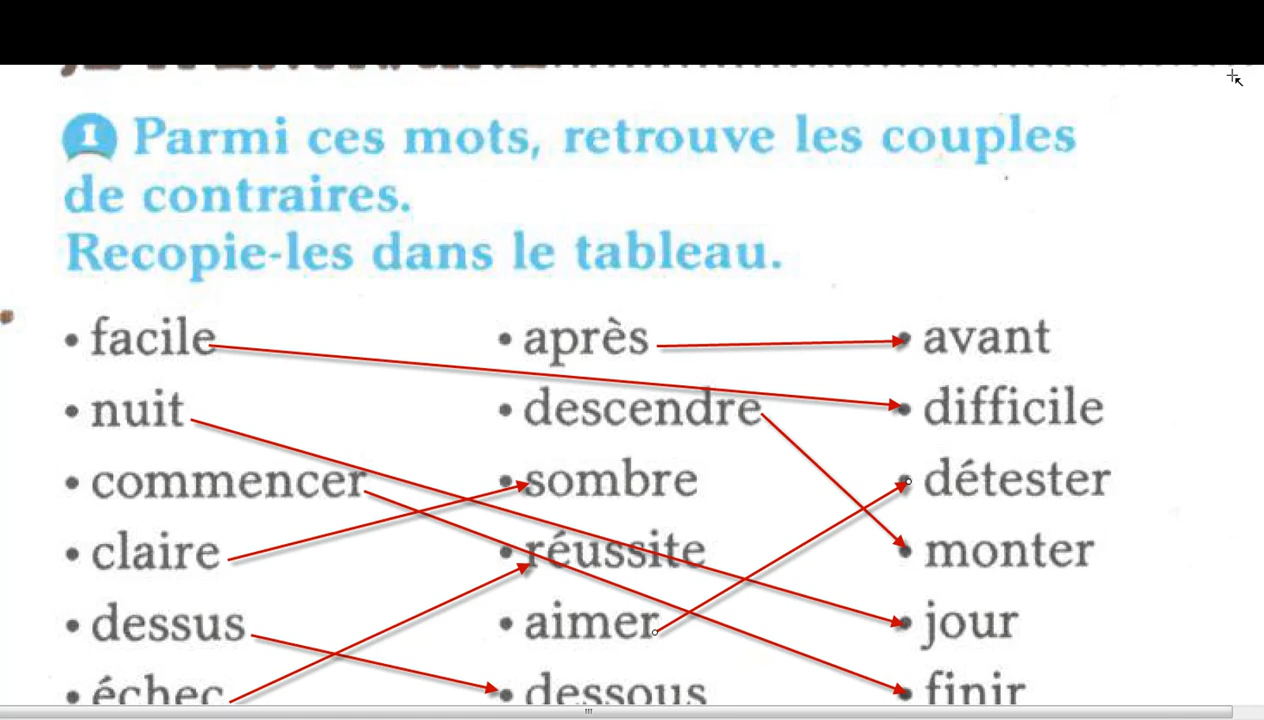 1 Parmi ces mots, retrouve les couples
de contraires.
Recopie-les dans le tableau.
• facile • après • avant
• nuit • descendre • difficile
• commencer • sombre • détester
• claire • réussite • monter
• dessus • aimer • jour
• échec • dessous • finir